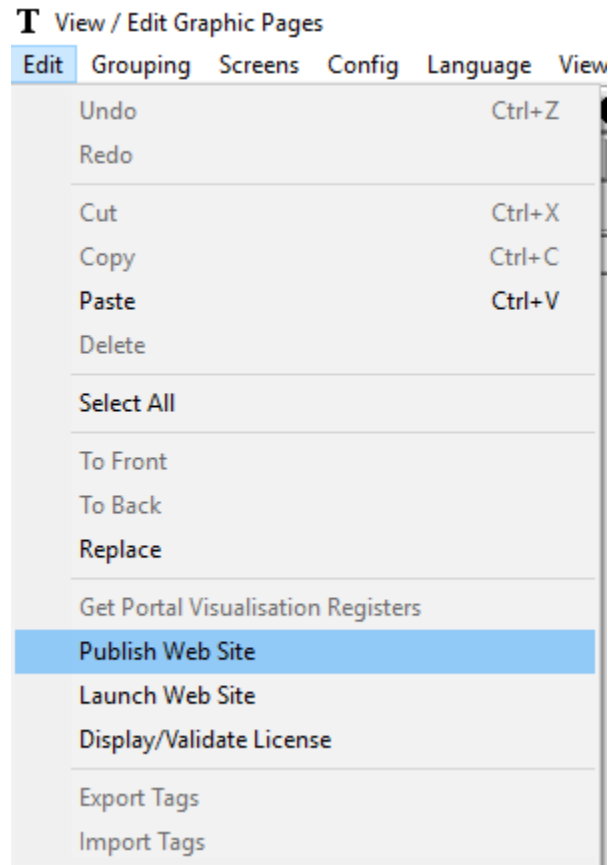 T View / Edit Graphic Pages
Edit Grouping Screens Config Language View
Undo Ctrl+Z
Redo
Cut Ctrl+X
Copy Ctrl+C
Paste Ctrl+V
Delete
Select All
To Front
To Back
Replace
Get Portal Visualisation Registers
Publish Web Site
Launch Web Site
Display/Validate License
Export Tags
Import Tags